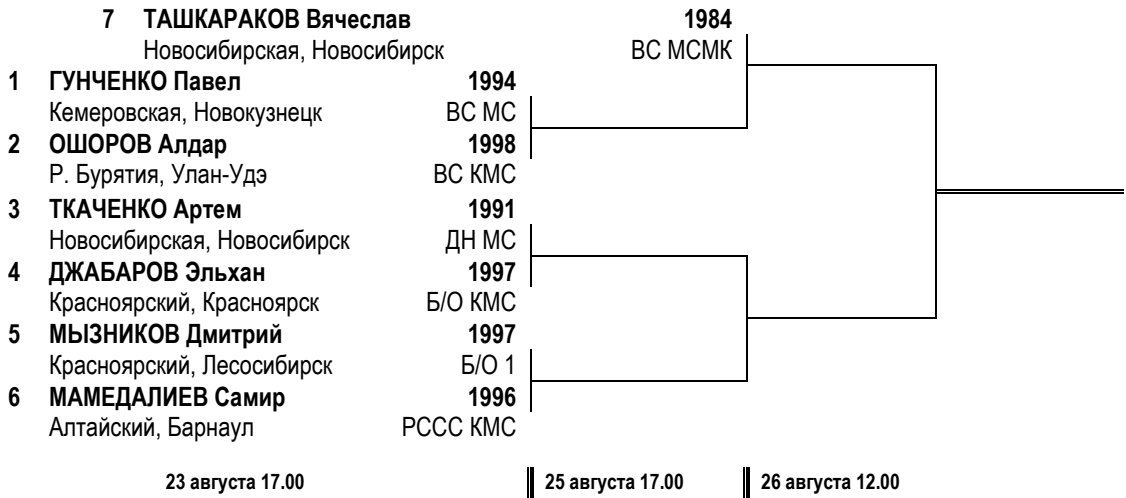 7 ТАШКАРАКОВ Вячеслав 1984
Новосибирская, Новосибирск ВС МСМК
1 ГУНЧЕНКО Павел 1994
Кемеровская, Новокузнецк ВС МС
2 ОШОРОВ Алдар 1998
Р. Бурятия, Улан-Удэ ВС КМС
3 ТКАЧЕНКО Артем 1991
Новосибирская, Новосибирск ДН МС
4 ДЖАБАРОВ Эльхан 1997
Красноярский, Красноярск Б/О КМС
5 МЫЗНИКОВ Дмитрий 1997
Красноярский, Лесосибирск Б/О 1
6 МАМЕДАЛИЕВ Самир 1996
Алтайский, Барнаул РССС КМС
23 августа 17.00 25 августа 17.00 26 августа 12.00